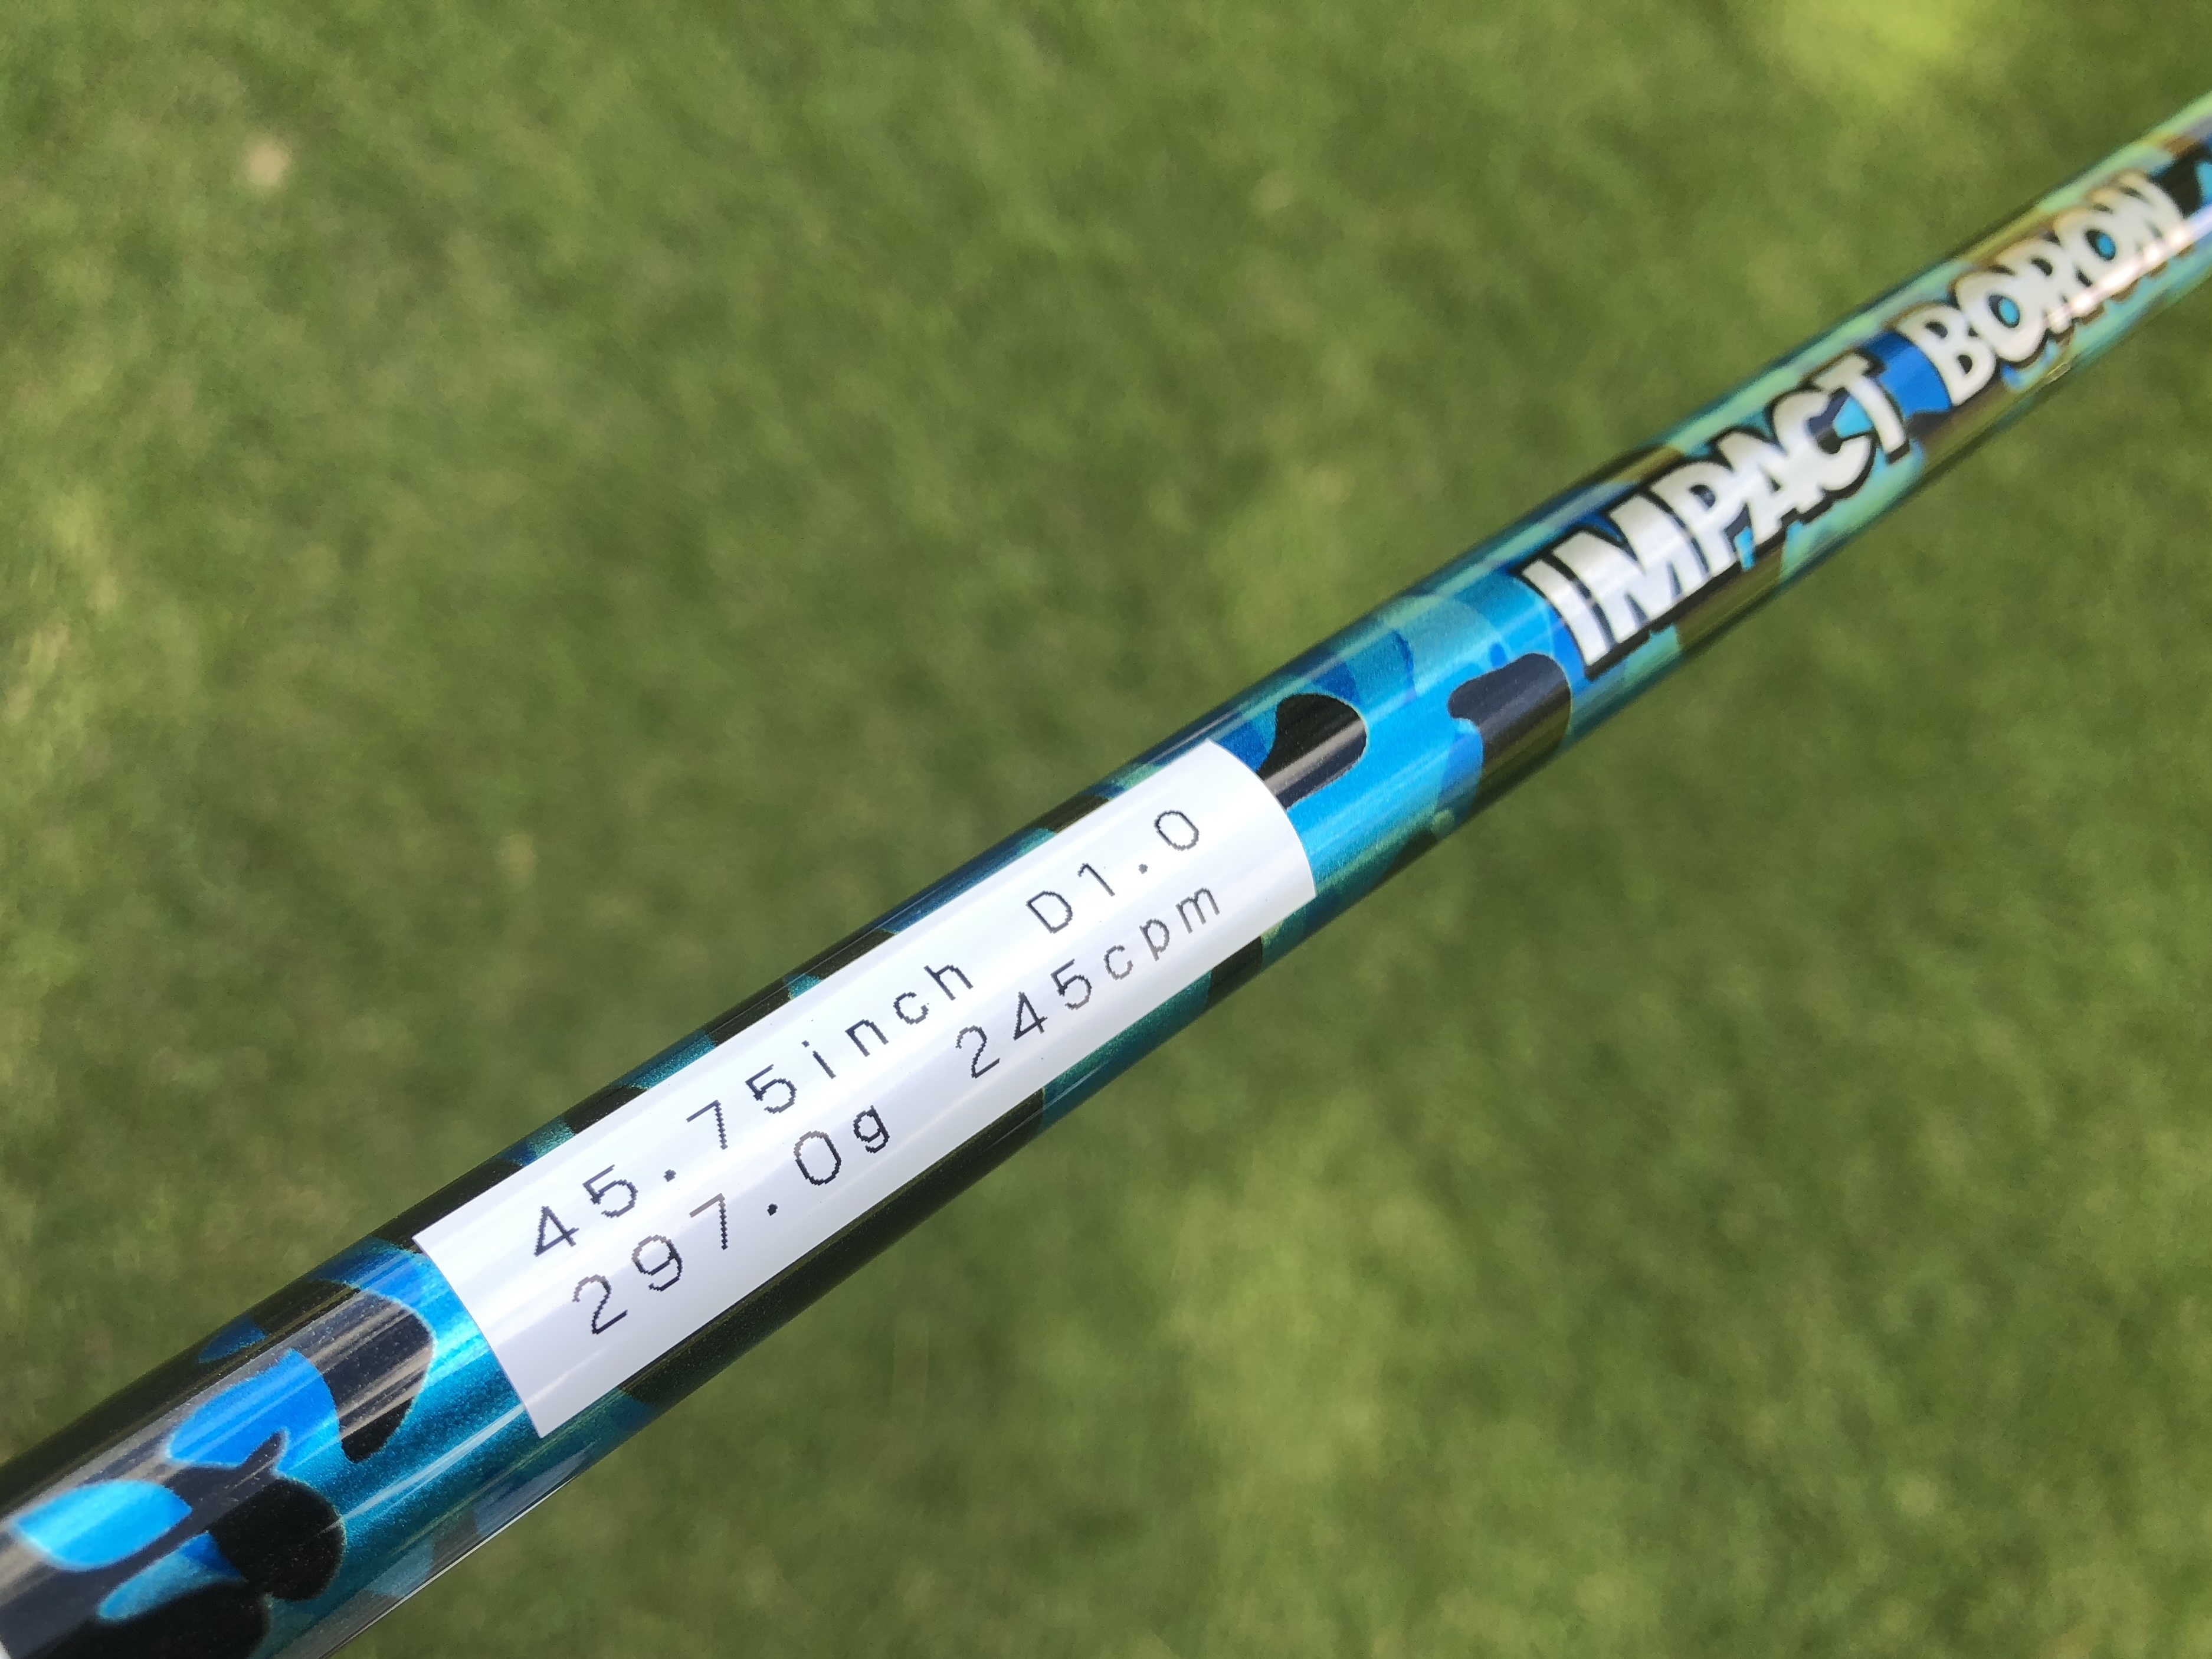 IMPACT BORON
45.75inch D1.0
297.0g 245cpm